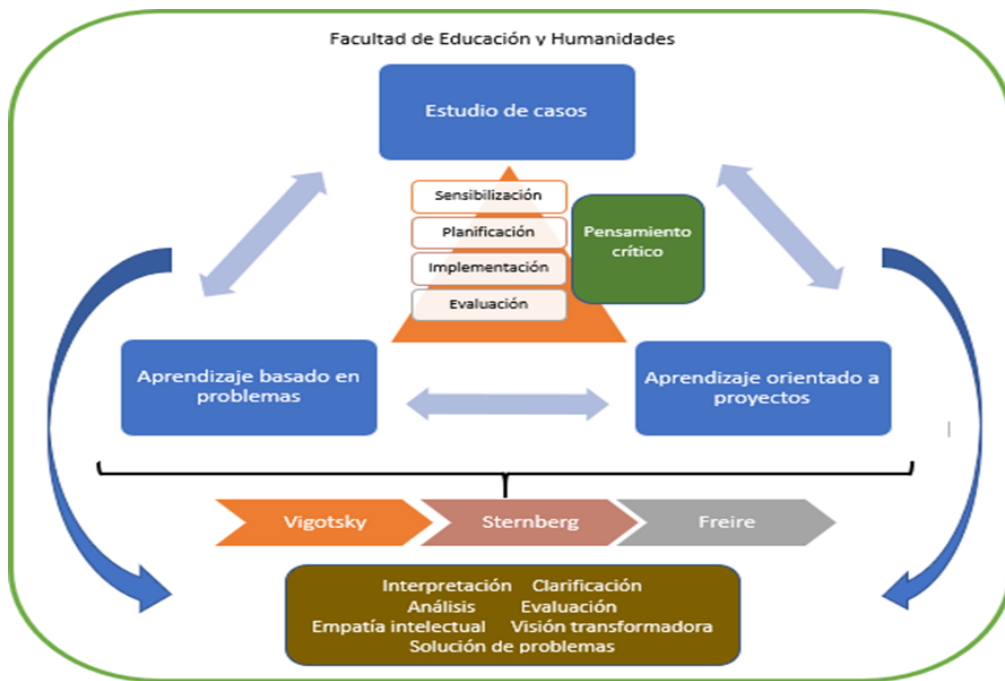 Facultad de Educación y Humanidades
Estudio de casos
Sensibilización
Planificación
Implementación
Evaluación
Pensamiento
crítico
Aprendizaje basado en
problemas
Aprendizaje orientado a
proyectos
Vigotsky
Sternberg
Freire
Interpretación Clarificación
Análisis Evaluación
Empatía intelectual Visión transformadora
Solución de problemas